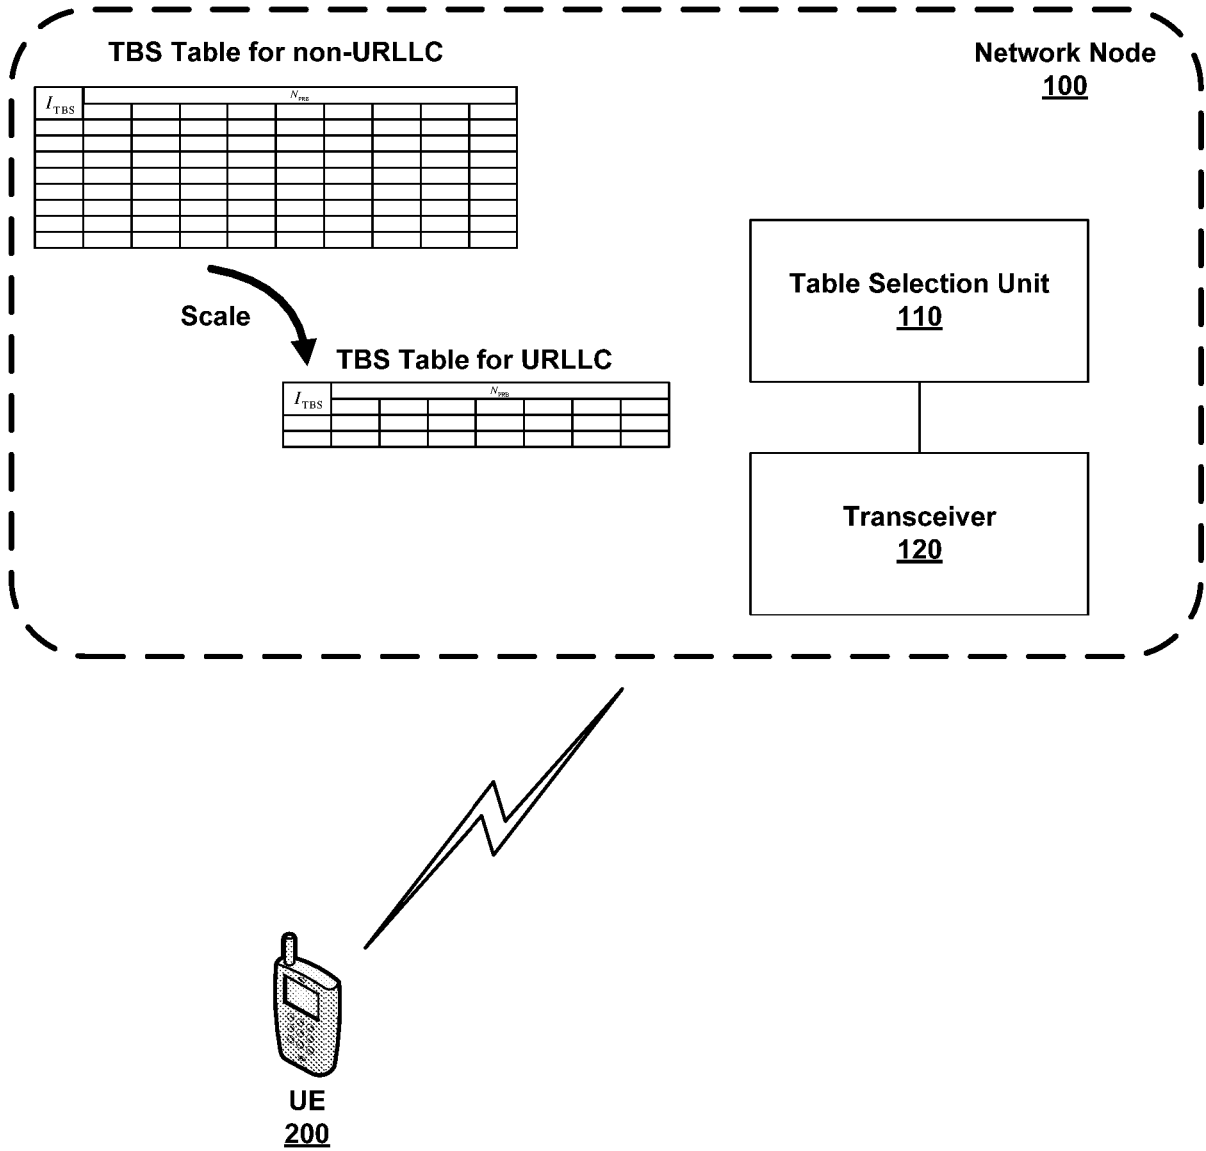 TBS Table for non-URLLC
Network Node
100
I_TBS
N_PRB
Table Selection Unit
110
Scale
TBS Table for URLLC
I_TBS
N_PRB
Transceiver
120
UE
200